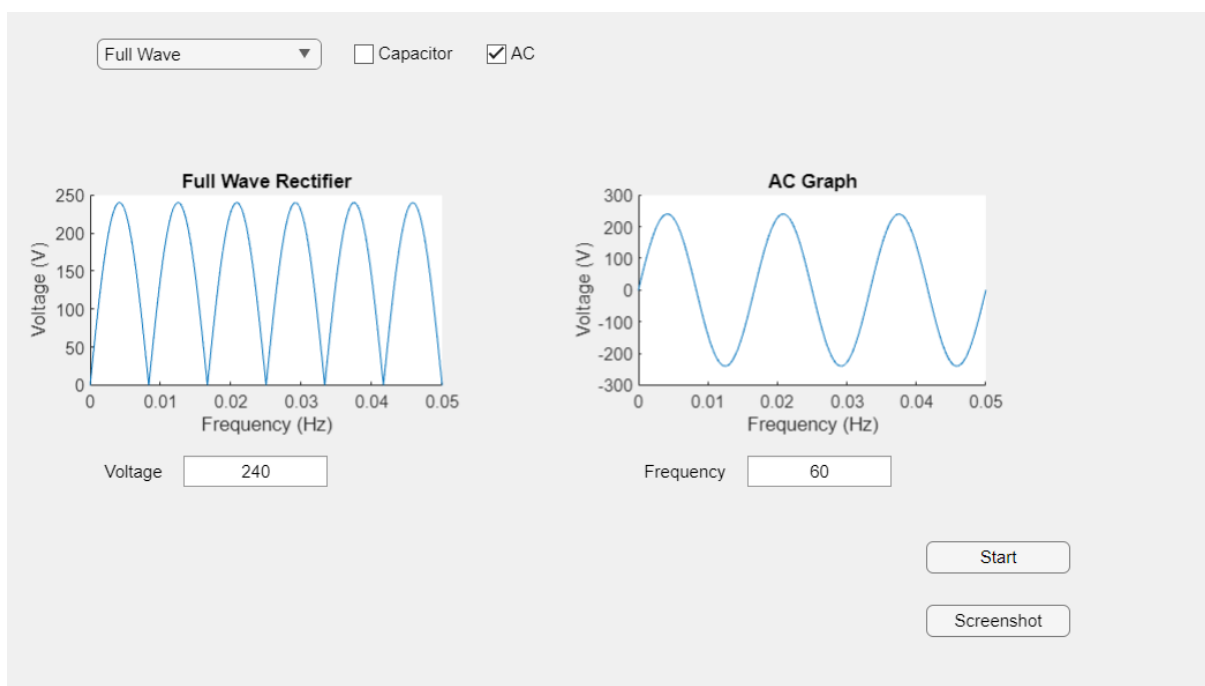 Full Wave
Capacitor
AC
Full Wave Rectifier
250
200
150
100
50
0
Voltage (V)
0 0.01 0.02 0.03 0.04 0.05
Frequency (Hz)
AC Graph
300
200
100
0
-100
-200
-300
Voltage (V)
0 0.01 0.02 0.03 0.04 0.05
Frequency (Hz)
Voltage 240
Frequency 60
Start
Screenshot